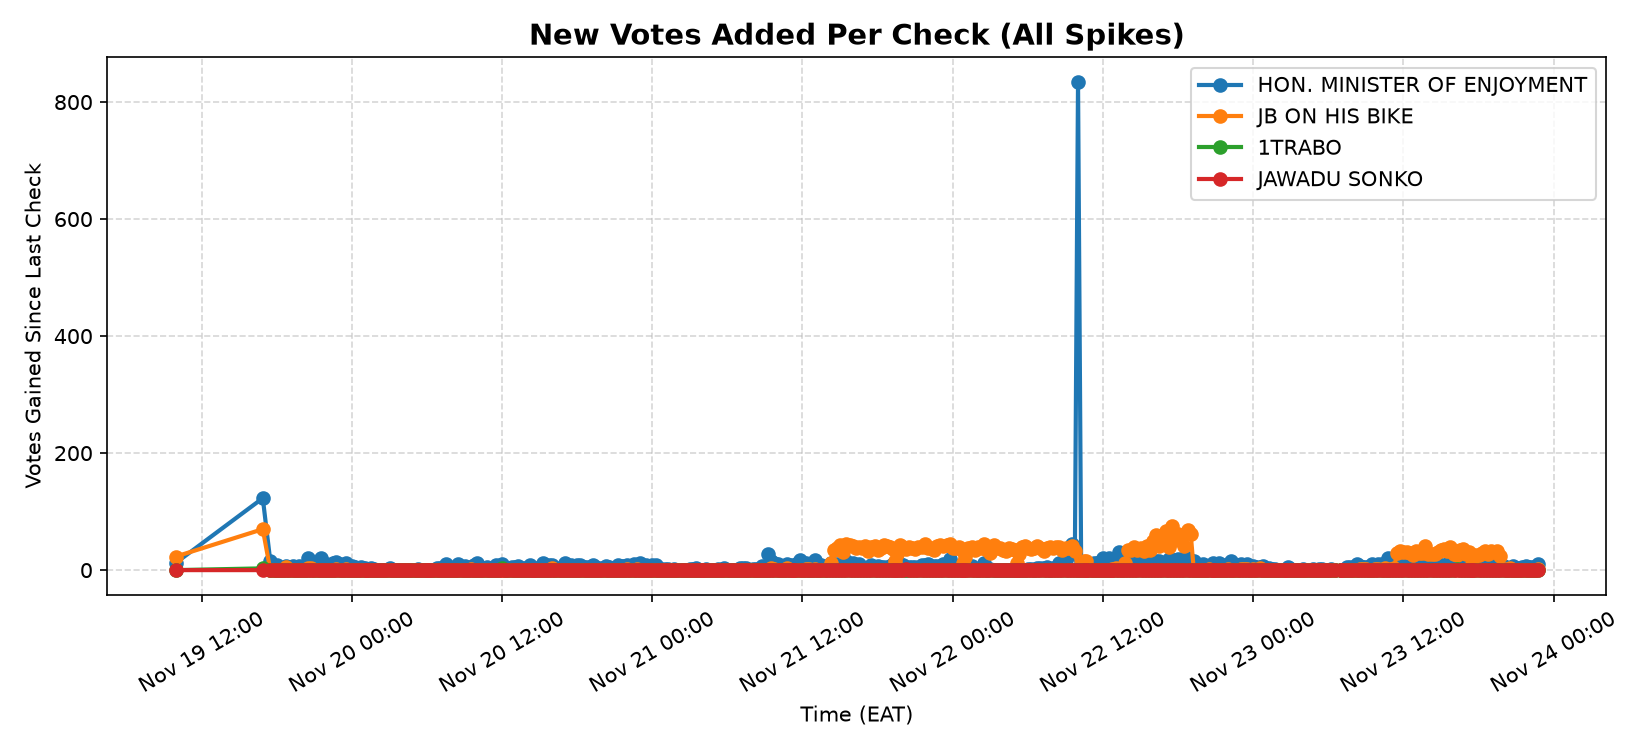 New Votes Added Per Check (All Spikes)
HON. MINISTER OF ENJOYMENT
JB ON HIS BIKE
1TRABO
JAWADU SONKO
Votes Gained Since Last Check
800
600
400
200
0
Nov 19 12:00
Nov 20 00:00
Nov 20 12:00
Nov 21 00:00
Nov 21 12:00
Nov 22 00:00
Nov 22 12:00
Nov 23 00:00
Nov 23 12:00
Nov 24 00:00
Time (EAT)